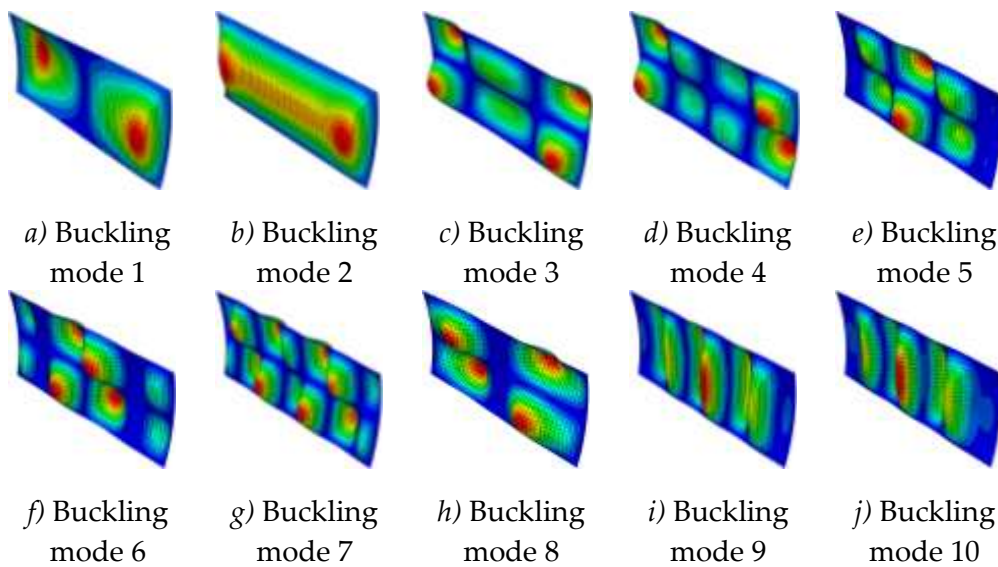 a) Buckling
mode 1
b) Buckling
mode 2
c) Buckling
mode 3
d) Buckling
mode 4
e) Buckling
mode 5
f) Buckling
mode 6
g) Buckling
mode 7
h) Buckling
mode 8
i) Buckling
mode 9
j) Buckling
mode 10